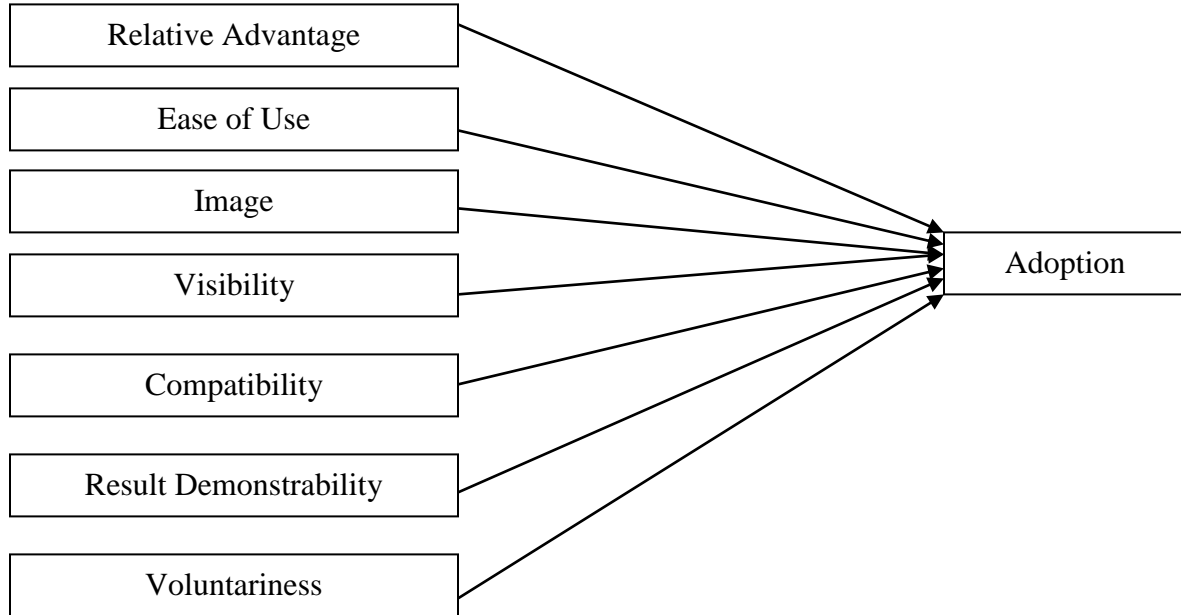 Relative Advantage
Ease of Use
Image
Visibility
Adoption
Compatibility
Result Demonstrability
Voluntariness